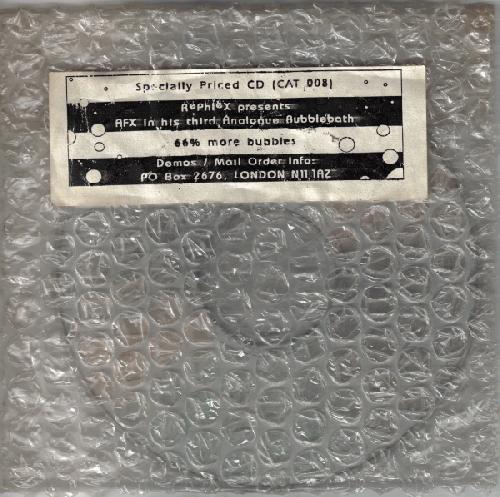 Specially Priced CD (CAT 008)
Rephlex presents
AFX in his third Analogue Bubblebath
66% more bubbles
Demos / Mail Order Info:
PO Box 2676, LONDON N11 1AZ